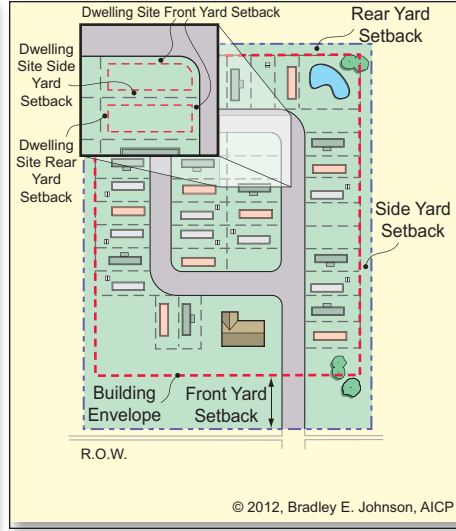 Dwelling Site Front Yard Setback
Rear Yard
Setback
Dwelling
Site Side
Yard
Setback
Dwelling
Site Rear
Yard
Setback
Side Yard
Setback
Building
Envelope
Front Yard
Setback
R.O.W.
© 2012, Bradley E. Johnson, AICP